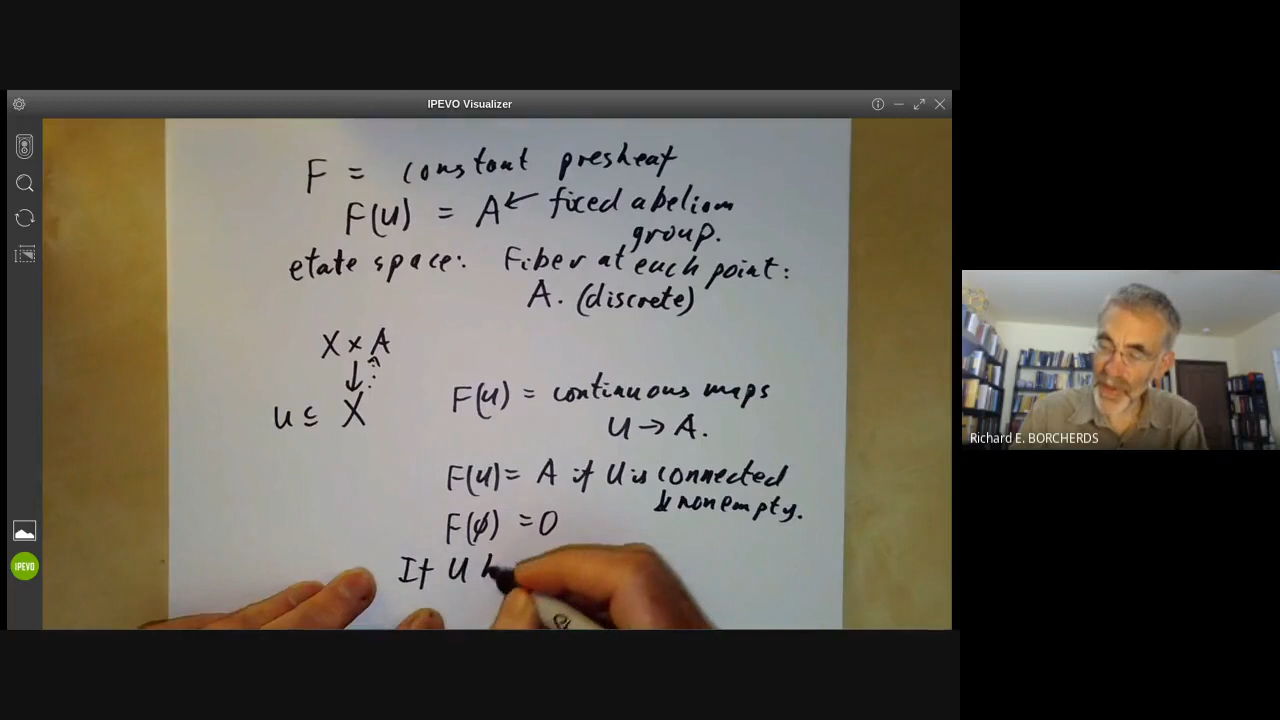 IPEVO Visualizer
F = constant presheaf
F(U) = A ← fixed abeliam
group.
etale space: Fiber at each point:
A. (discrete)
X × A
↓
U ⊆ X
F(U) = continuous maps
U → A.
F(U) = A if U is connected
& nonempty.
F(ϕ) = 0
If U h
IPEVO
Richard E. BORCHERDS